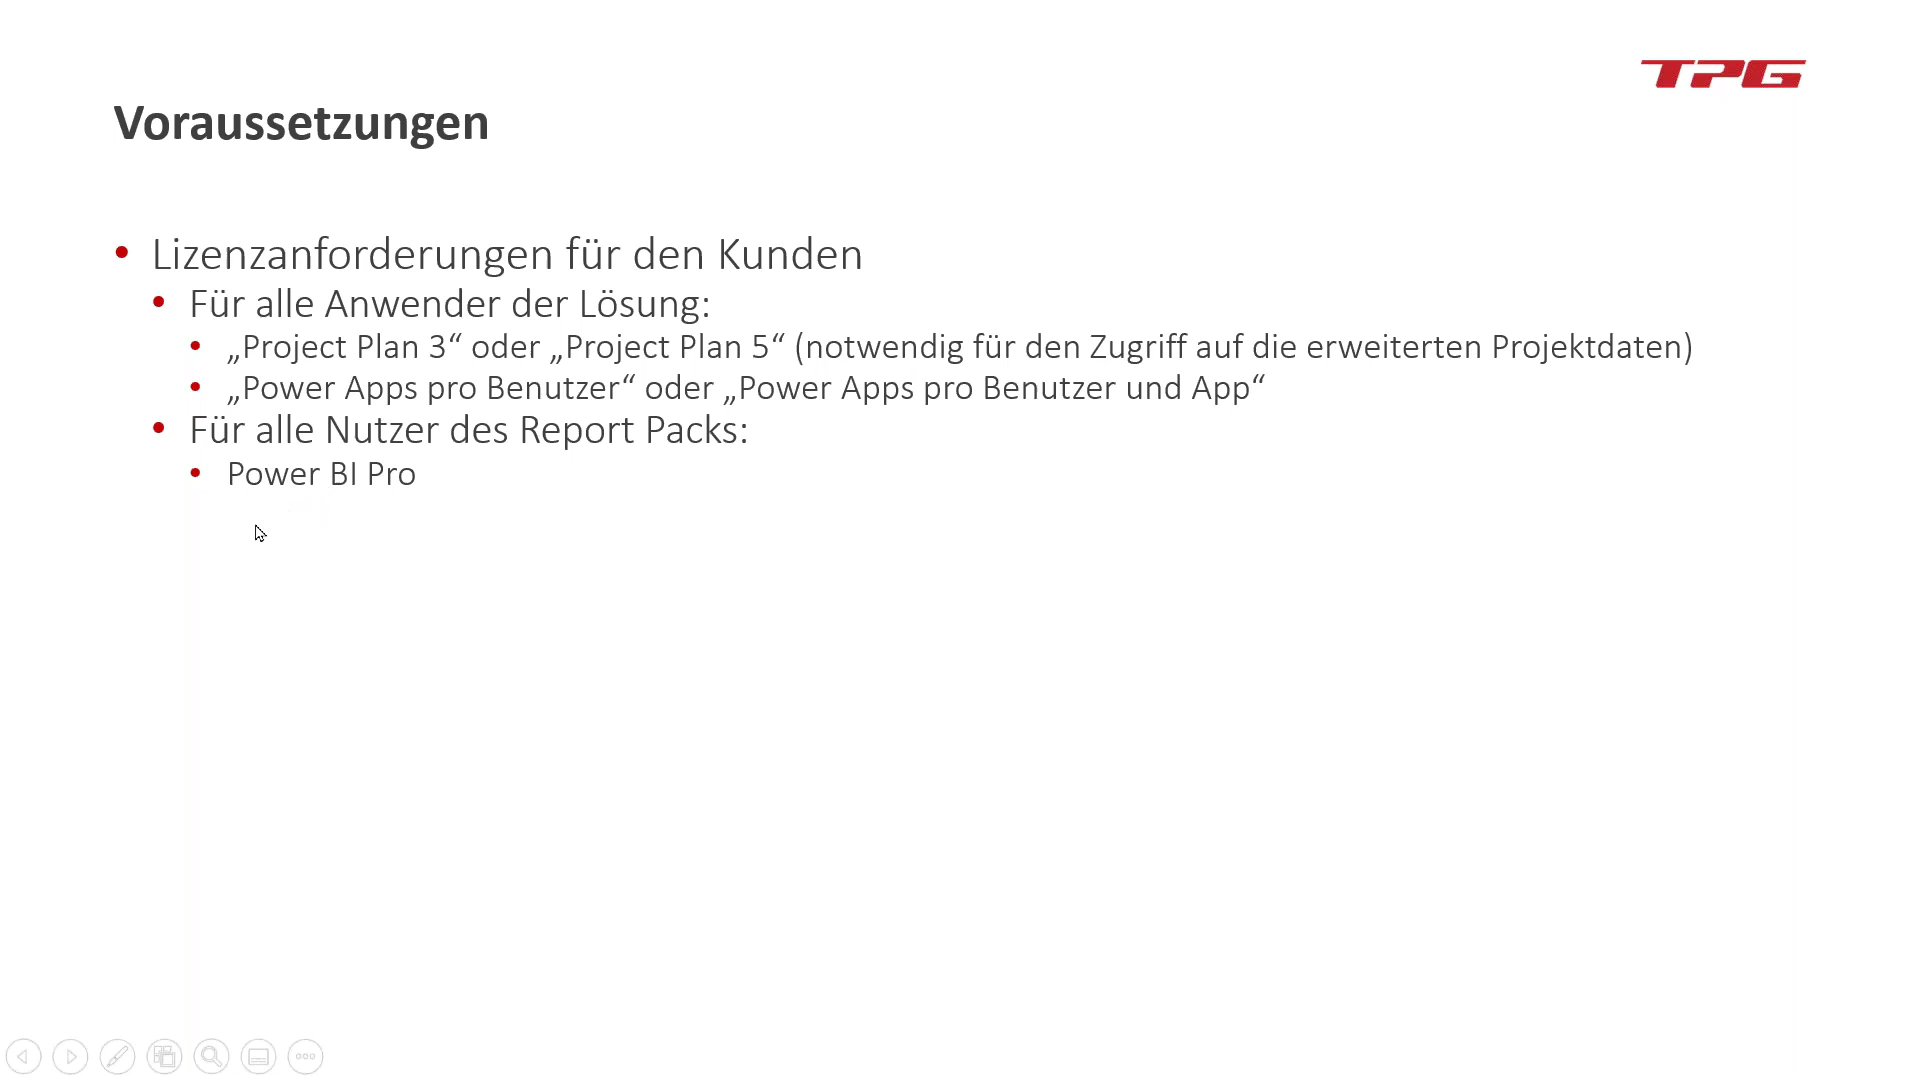 TPG
Voraussetzungen
• Lizenzanforderungen für den Kunden
• Für alle Anwender der Lösung:
• „Project Plan 3“ oder „Project Plan 5“ (notwendig für den Zugriff auf die erweiterten Projektdaten)
• „Power Apps pro Benutzer“ oder „Power Apps pro Benutzer und App“
• Für alle Nutzer des Report Packs:
• Power BI Pro